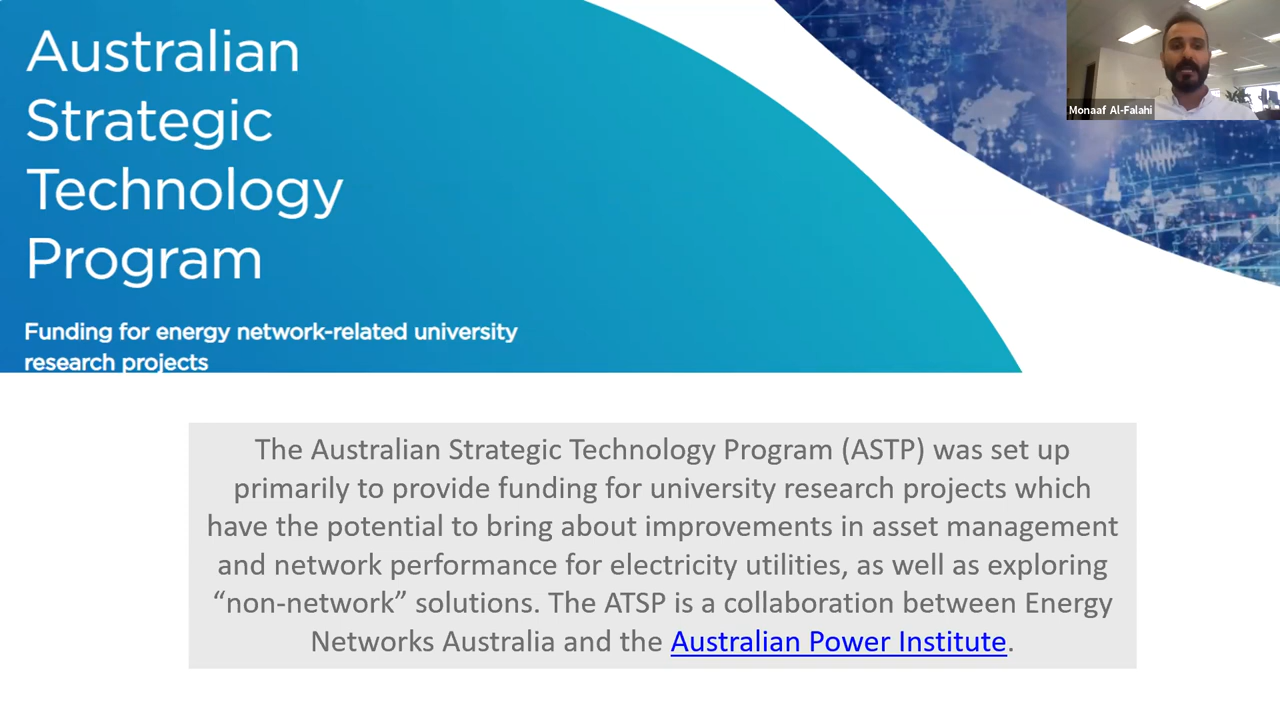 Australian
Strategic
Technology
Program
Funding for energy network-related university
research projects
Monaaf Al-Falahi
The Australian Strategic Technology Program (ASTP) was set up
primarily to provide funding for university research projects which
have the potential to bring about improvements in asset management
and network performance for electricity utilities, as well as exploring
“non-network” solutions. The ATSP is a collaboration between Energy
Networks Australia and the Australian Power Institute.